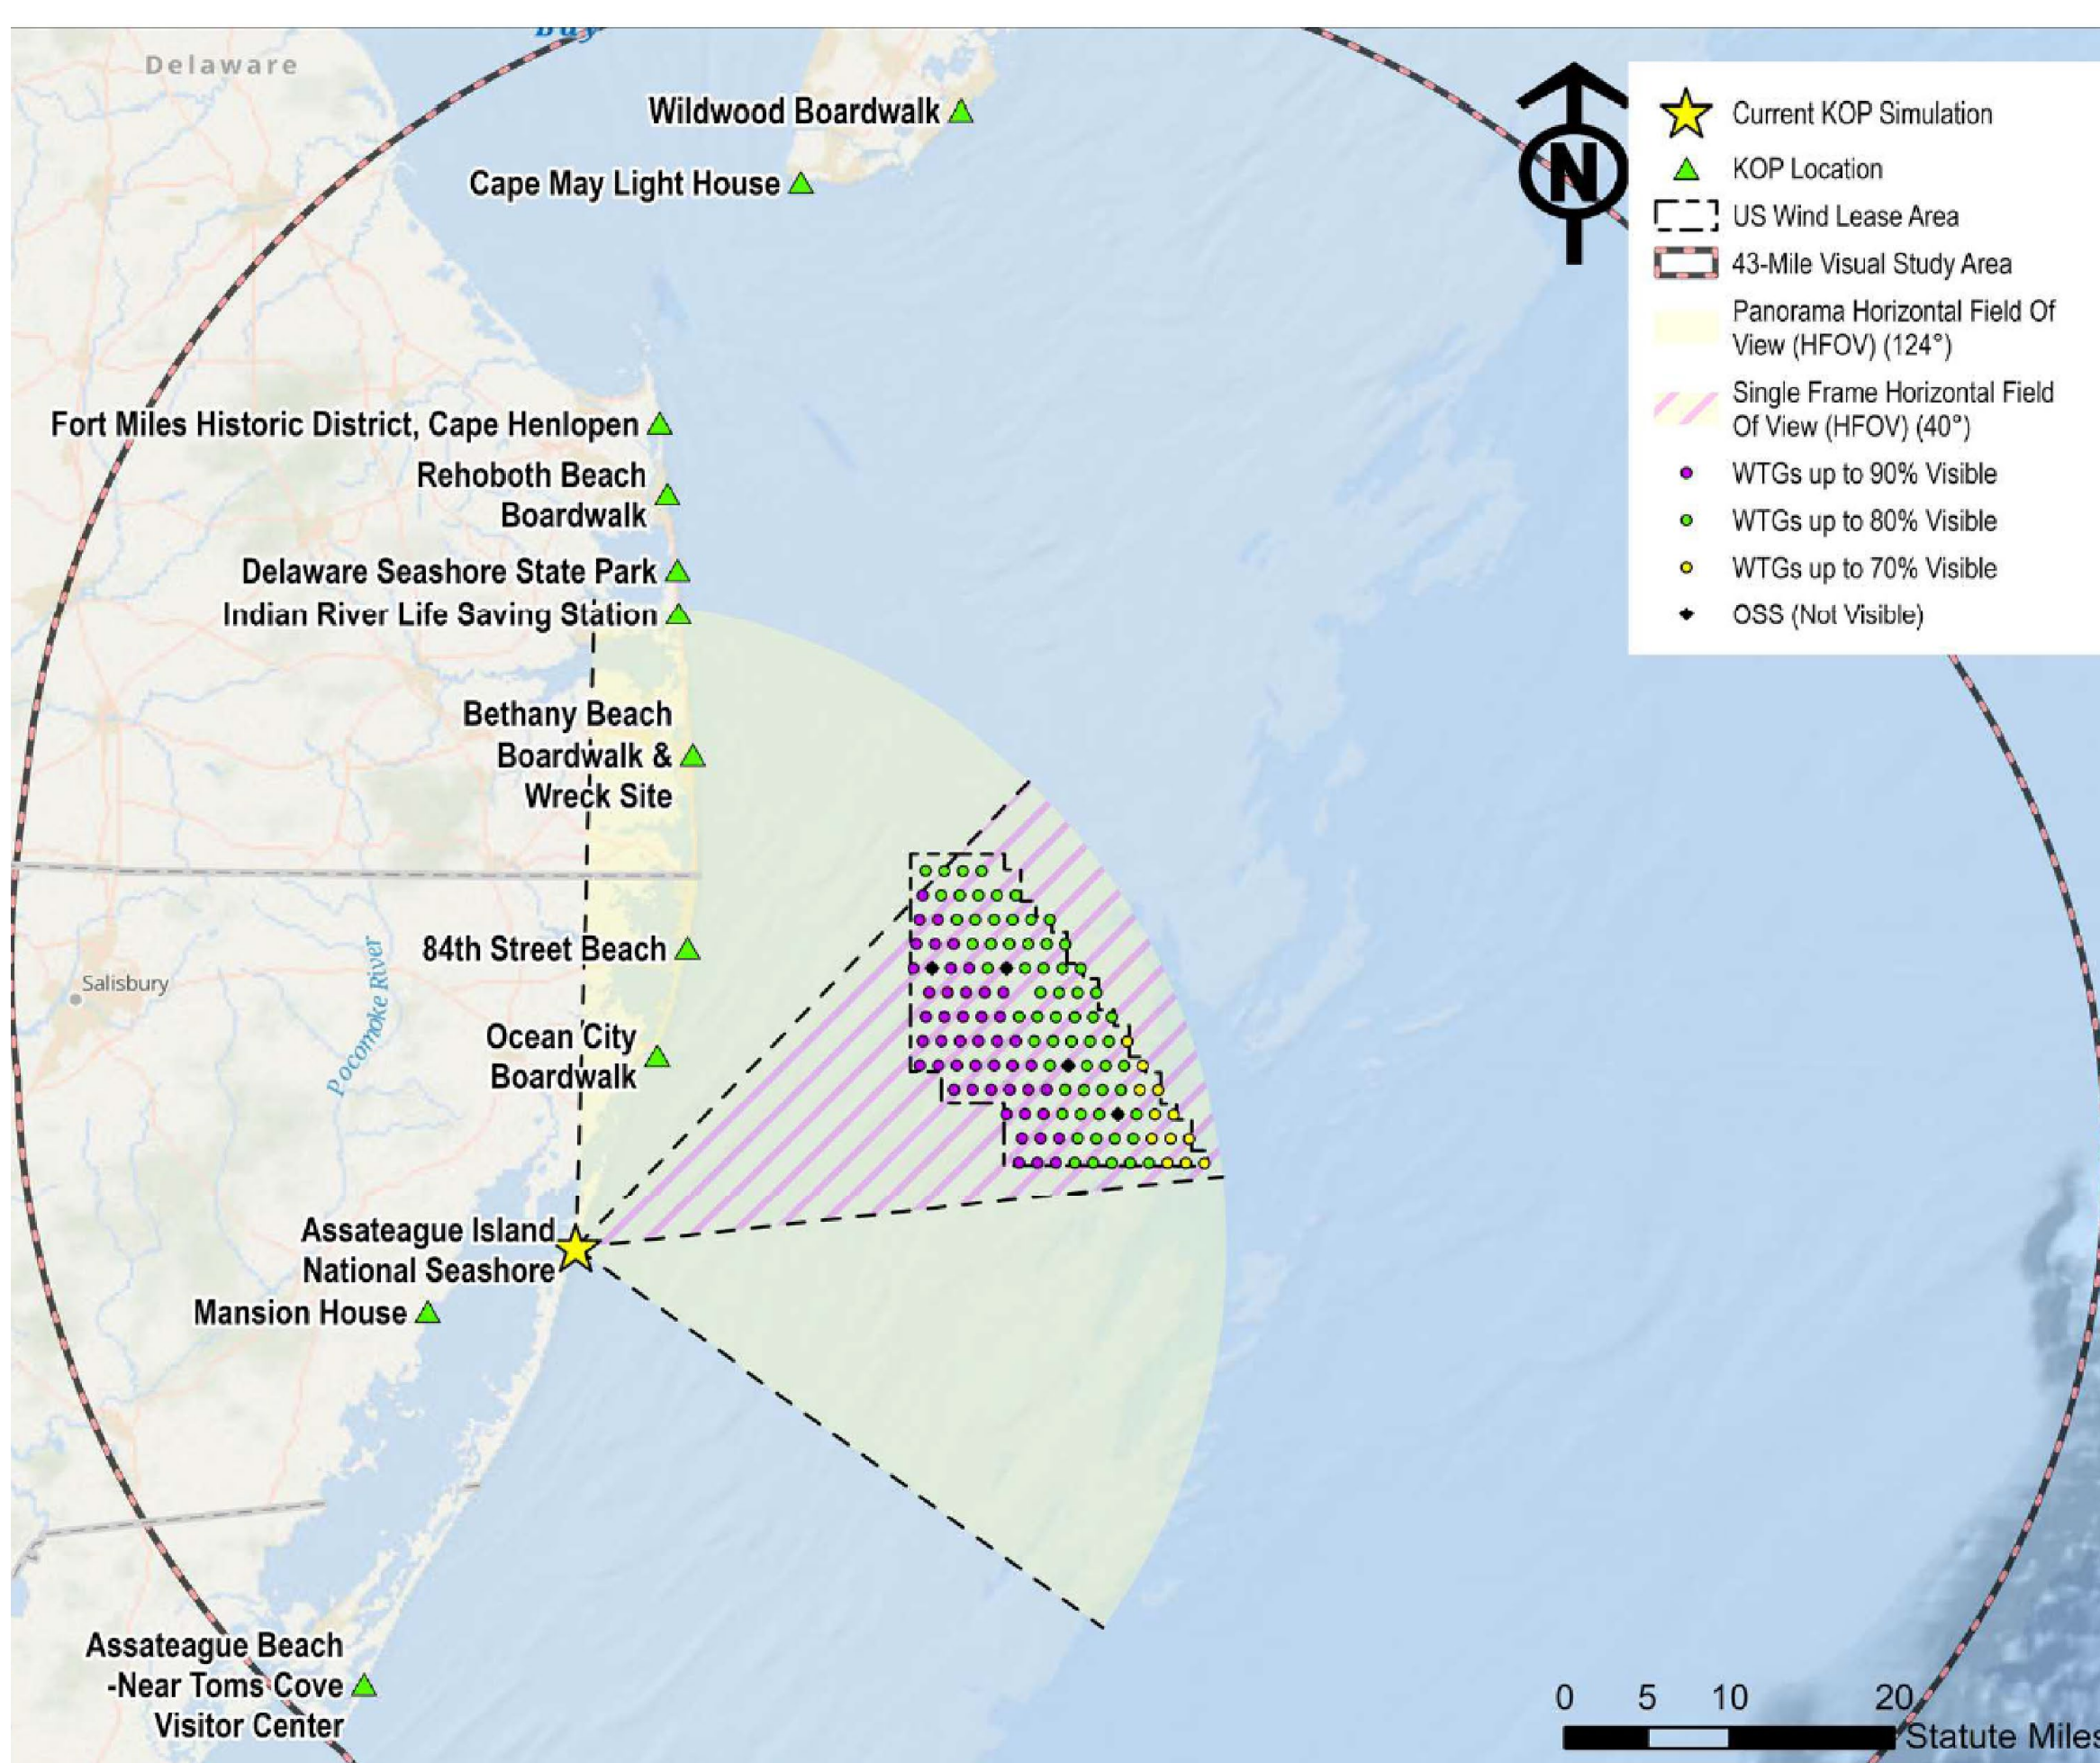 Bay
Delaware
Wildwood Boardwalk
Cape May Light House
N
Current KOP Simulation
KOP Location
US Wind Lease Area
43-Mile Visual Study Area
Panorama Horizontal Field Of
View (HFOV) (124°)
Single Frame Horizontal Field
Of View (HFOV) (40°)
WTGs up to 90% Visible
WTGs up to 80% Visible
WTGs up to 70% Visible
OSS (Not Visible)
Fort Miles Historic District, Cape Henlopen
Rehoboth Beach
Boardwalk
Delaware Seashore State Park
Indian River Life Saving Station
Bethany Beach
Boardwalk &
Wreck Site
84th Street Beach
Salisbury
Pocomoke River
Ocean City
Boardwalk
Assateague Island
National Seashore
Mansion House
Assateague Beach
-Near Toms Cove
Visitor Center
0 5 10 20
Statute Miles